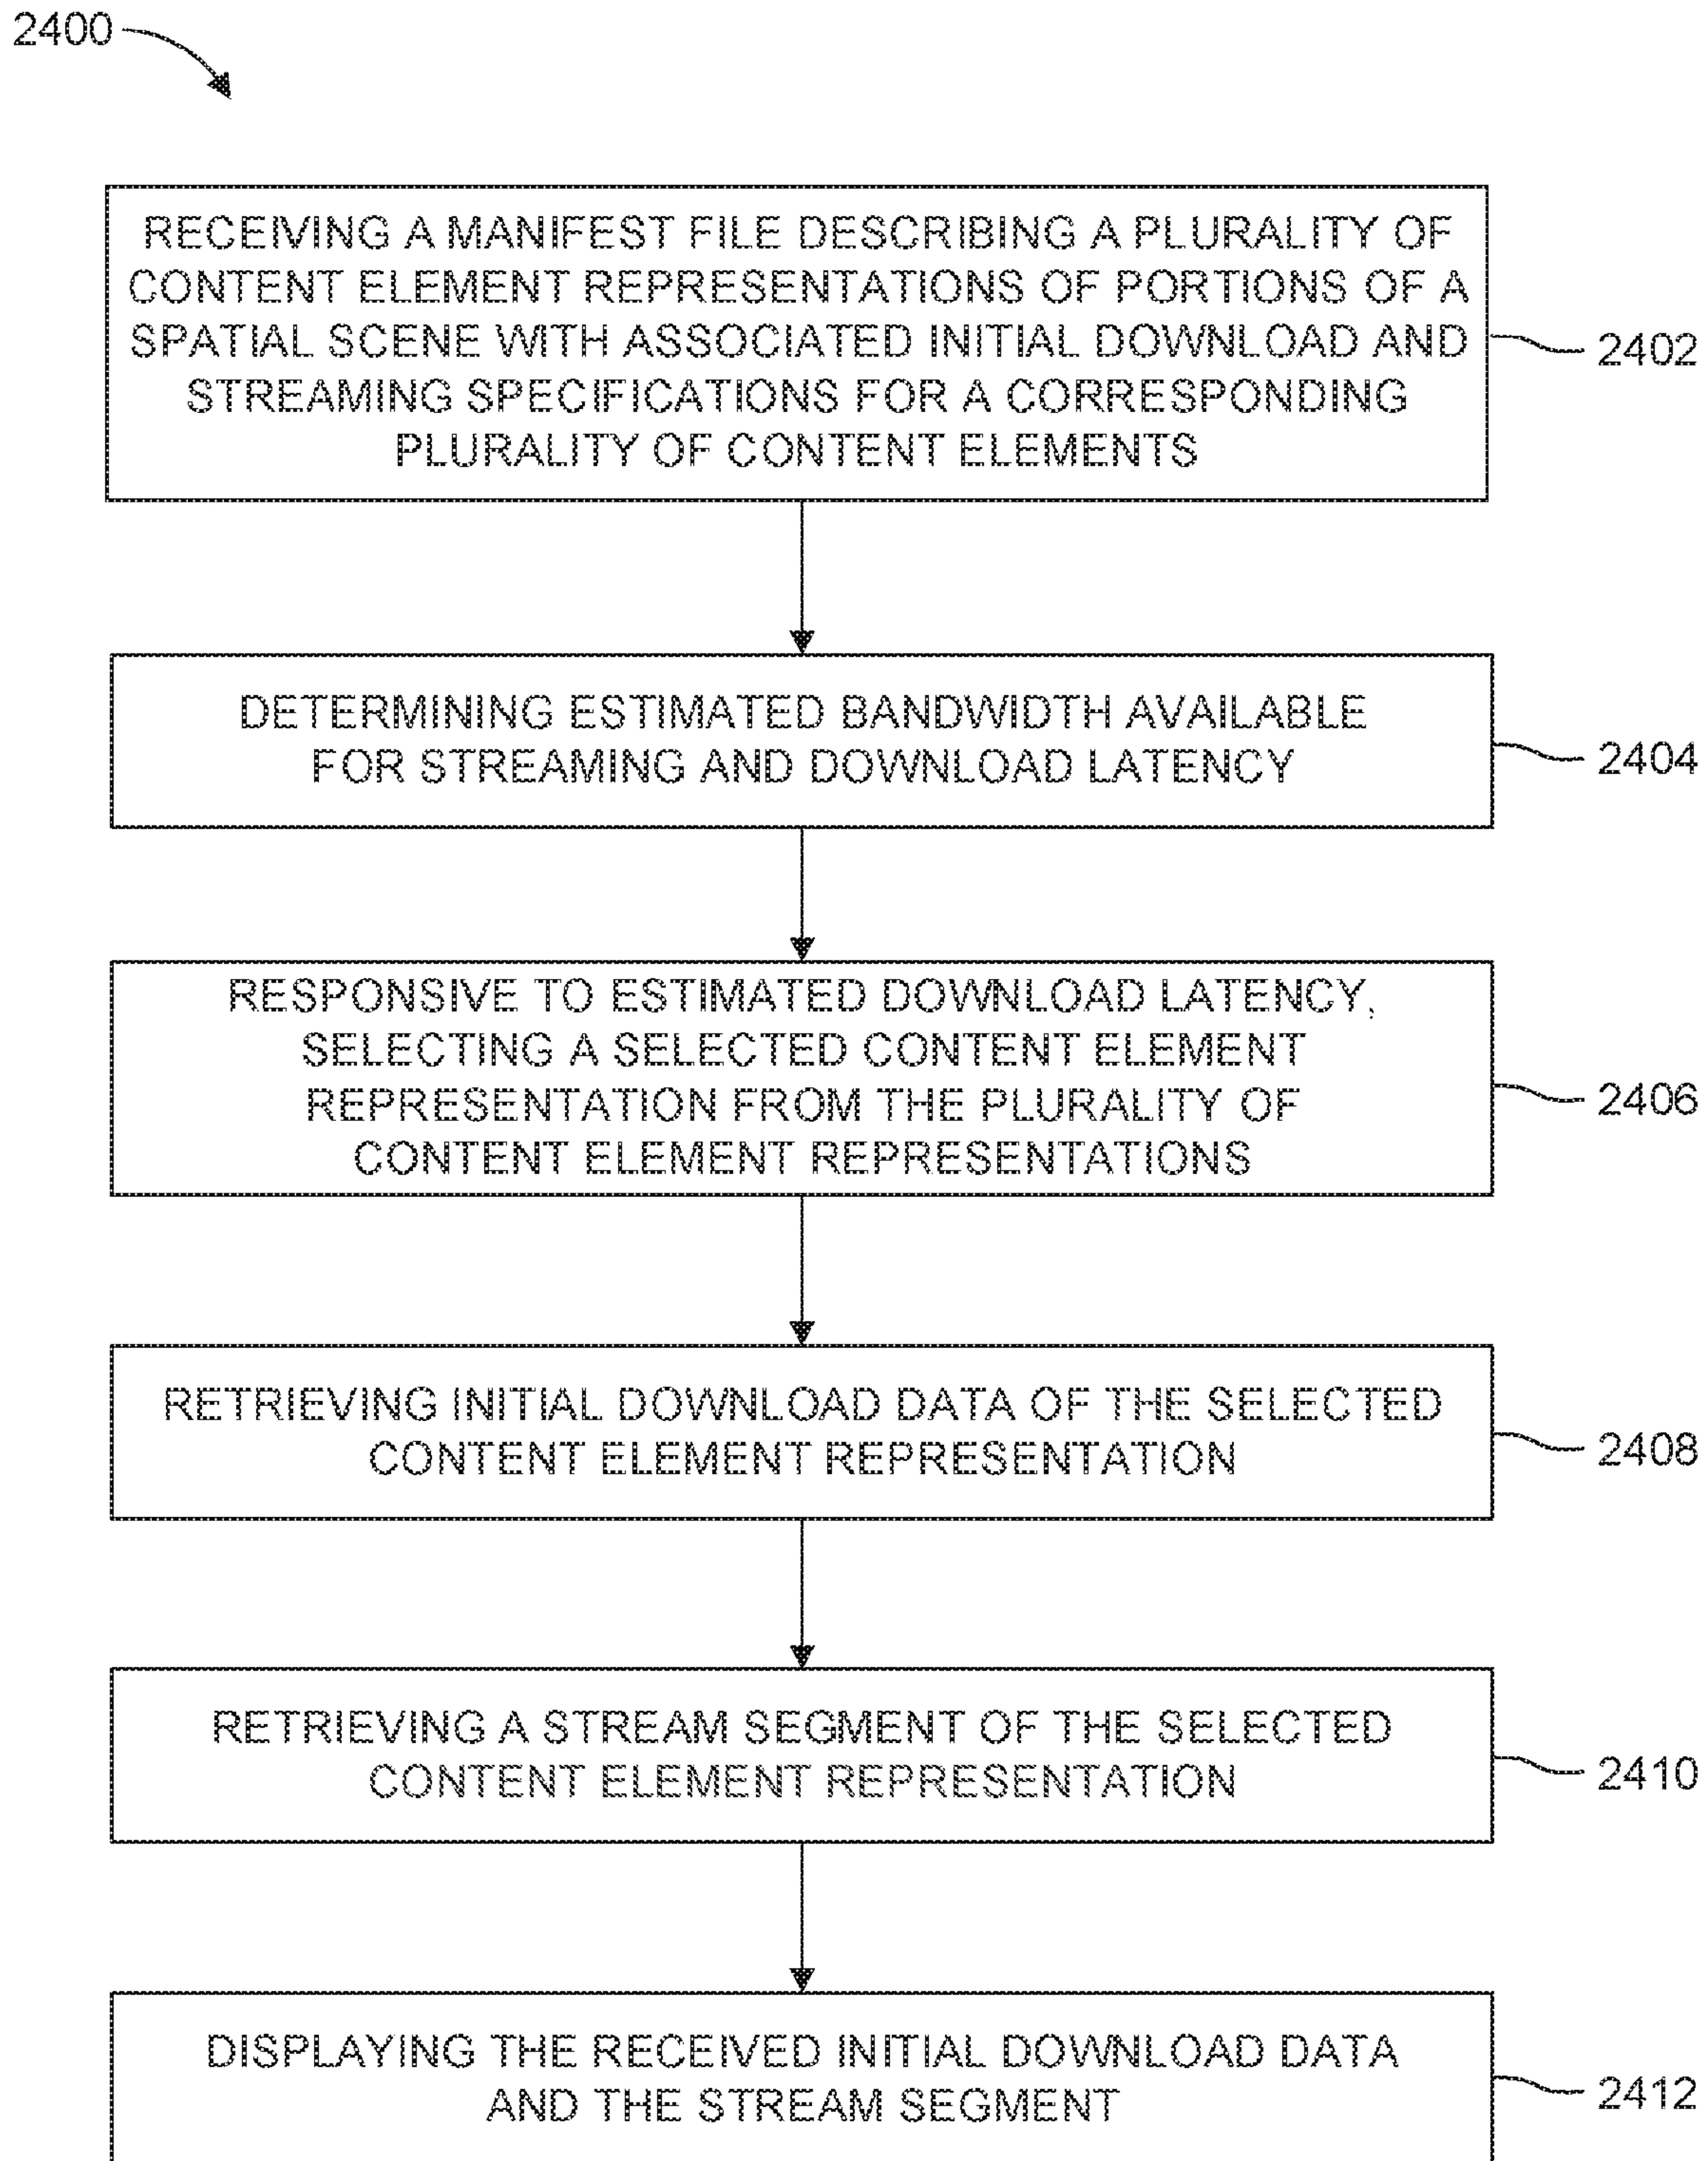 2400
RECEIVING A MANIFEST FILE DESCRIBING A PLURALITY OF
CONTENT ELEMENT REPRESENTATIONS OF PORTIONS OF A
SPATIAL SCENE WITH ASSOCIATED INITIAL DOWNLOAD AND
STREAMING SPECIFICATIONS FOR A CORRESPONDING
PLURALITY OF CONTENT ELEMENTS
2402
DETERMINING ESTIMATED BANDWIDTH AVAILABLE
FOR STREAMING AND DOWNLOAD LATENCY
2404
RESPONSIVE TO ESTIMATED DOWNLOAD LATENCY,
SELECTING A SELECTED CONTENT ELEMENT
REPRESENTATION FROM THE PLURALITY OF
CONTENT ELEMENT REPRESENTATIONS
2406
RETRIEVING INITIAL DOWNLOAD DATA OF THE SELECTED
CONTENT ELEMENT REPRESENTATION
2408
RETRIEVING A STREAM SEGMENT OF THE SELECTED
CONTENT ELEMENT REPRESENTATION
2410
DISPLAYING THE RECEIVED INITIAL DOWNLOAD DATA
AND THE STREAM SEGMENT
2412